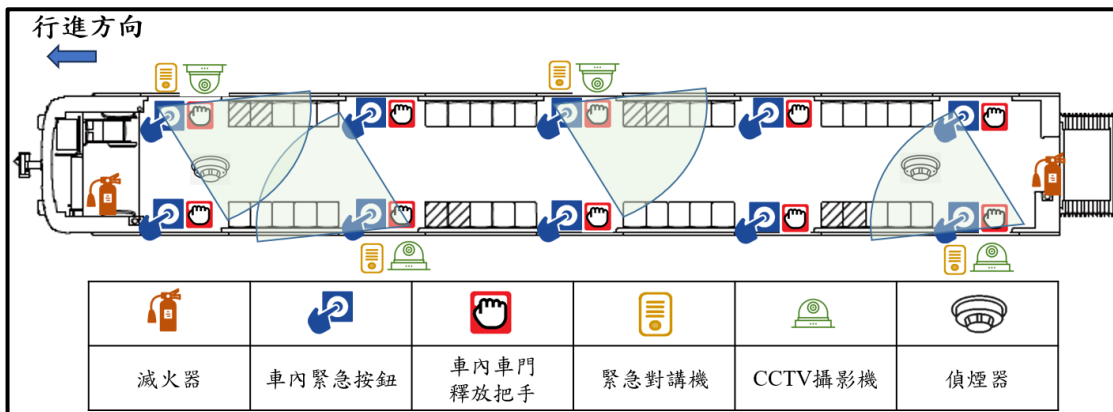 行進方向
滅火器
車內緊急按鈕
車內車門
釋放把手
緊急對講機
CCTV攝影機
偵煙器